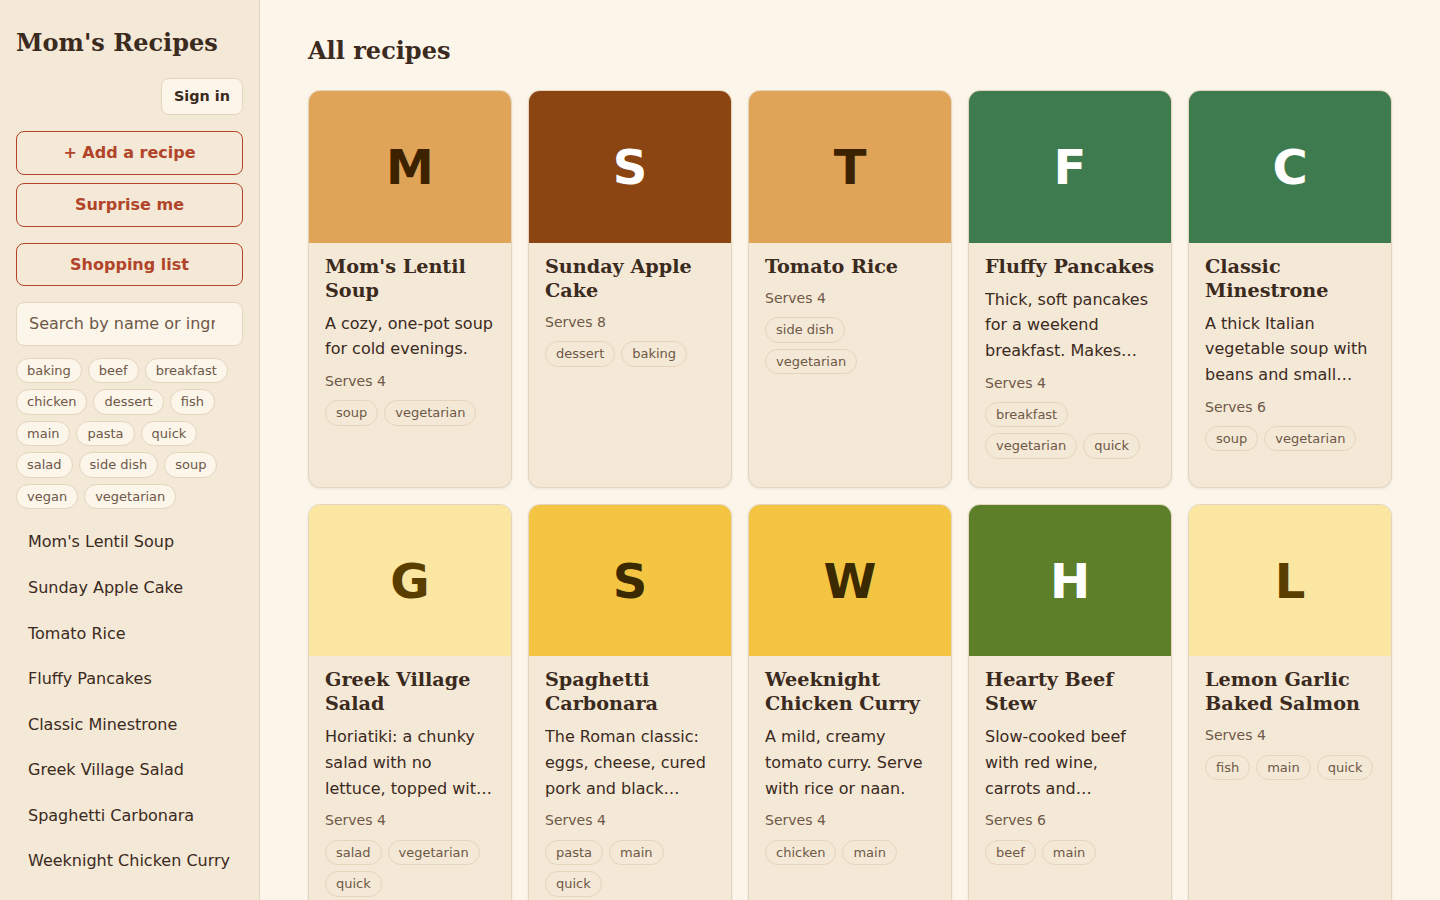 Mom's Recipes
Sign in
+ Add a recipe
Surprise me
Shopping list
Search by name or ingr
baking beef breakfast
chicken dessert fish
main pasta quick
salad side dish soup
vegan vegetarian
Mom's Lentil Soup
Sunday Apple Cake
Tomato Rice
Fluffy Pancakes
Classic Minestrone
Greek Village Salad
Spaghetti Carbonara
Weeknight Chicken Curry
All recipes
M
Mom's Lentil
Soup
A cozy, one-pot soup
for cold evenings.
Serves 4
soup vegetarian
S
Sunday Apple
Cake
Serves 8
dessert baking
T
Tomato Rice
Serves 4
side dish
vegetarian
F
Fluffy Pancakes
Thick, soft pancakes
for a weekend
breakfast. Makes…
Serves 4
breakfast
vegetarian quick
C
Classic
Minestrone
A thick Italian
vegetable soup with
beans and small…
Serves 6
soup vegetarian
G
Greek Village
Salad
Horiatiki: a chunky
salad with no
lettuce, topped wit…
Serves 4
salad vegetarian
quick
S
Spaghetti
Carbonara
The Roman classic:
eggs, cheese, cured
pork and black…
Serves 4
pasta main
quick
W
Weeknight
Chicken Curry
A mild, creamy
tomato curry. Serve
with rice or naan.
Serves 4
chicken main
H
Hearty Beef
Stew
Slow-cooked beef
with red wine,
carrots and…
Serves 6
beef main
L
Lemon Garlic
Baked Salmon
Serves 4
fish main quick